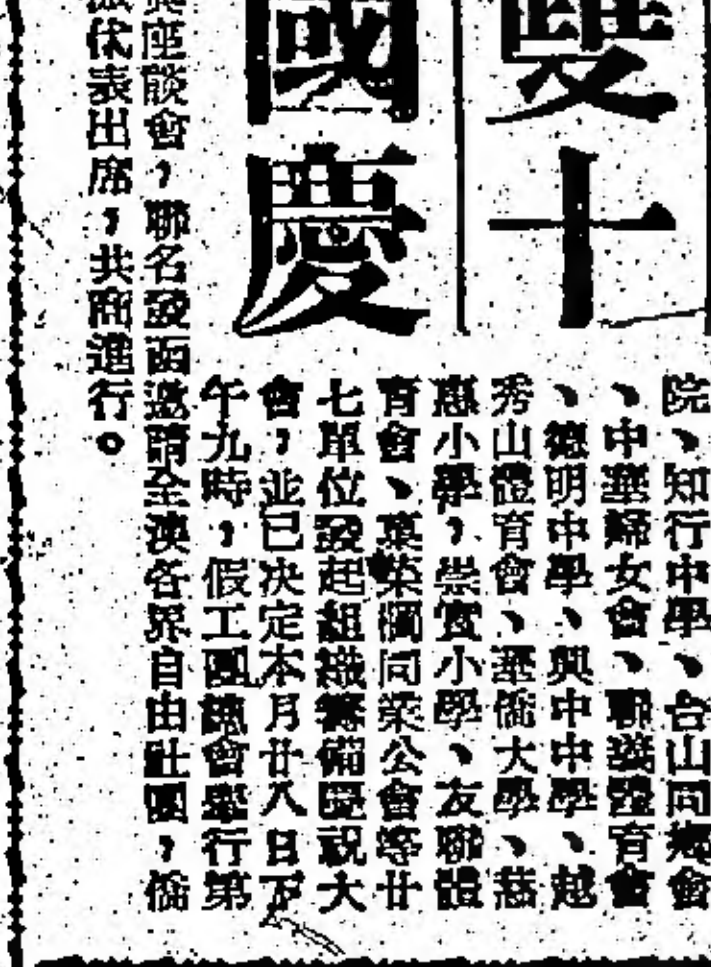 雙十
國慶
院、知行中學、台山同鄉會
、中華婦女會、聯義體育會
、德明中學、興中中學、越
秀山體育會、華僑大學、慈
惠小學，崇實小學、友聯體
育會、菓菜欄同業公會等廿
七單位發起組織籌備慶祝大
會，並已決定本月廿八日下
午九時，假工團總會舉行第
座談會，聯名發函邀請全澳各界自由社團，僑
代表出席，共商進行。